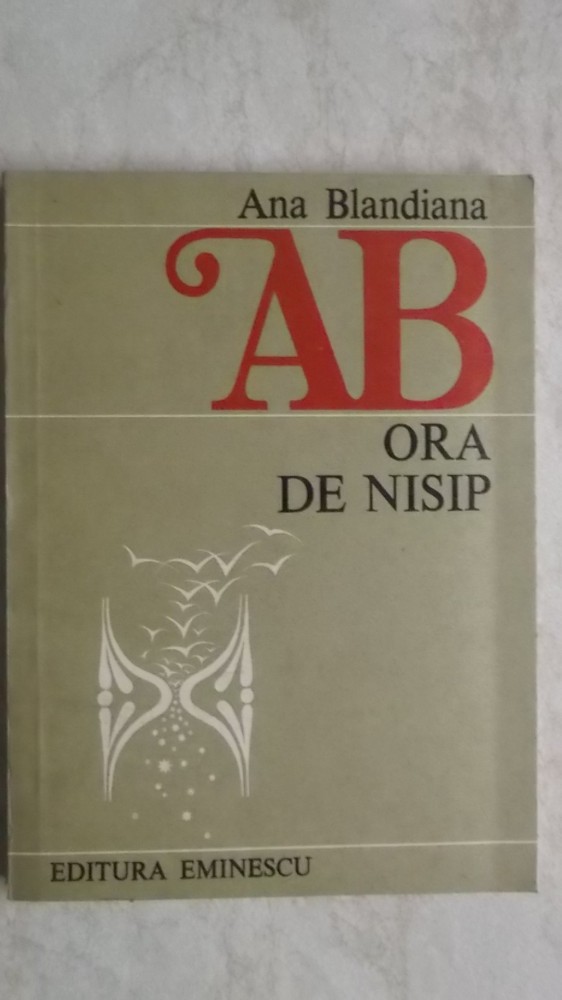 Ana Blandiana
AB
ORA
DE NISIP
EDITURA EMINESCU